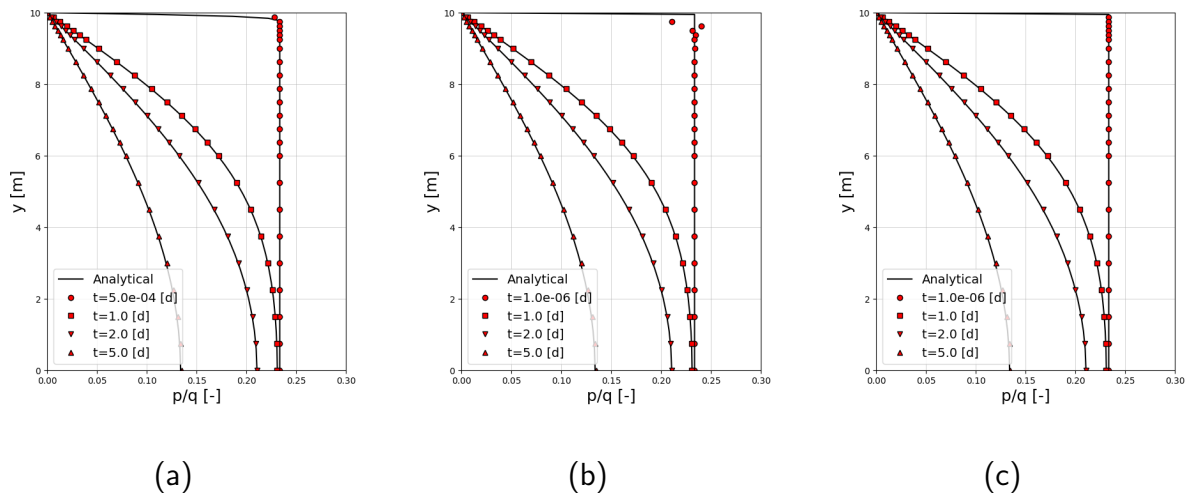 10
8
6
4
2
0
y [m]
Analytical
t=5.0e-04 [d]
t=1.0 [d]
t=2.0 [d]
t=5.0 [d]
0.00 0.05 0.10 0.15 0.20 0.25 0.30
p/q [-]
(a)
10
8
6
4
2
0
y [m]
Analytical
t=1.0e-06 [d]
t=1.0 [d]
t=2.0 [d]
t=5.0 [d]
0.00 0.05 0.10 0.15 0.20 0.25 0.30
p/q [-]
(b)
10
8
6
4
2
0
y [m]
Analytical
t=1.0e-06 [d]
t=1.0 [d]
t=2.0 [d]
t=5.0 [d]
0.00 0.05 0.10 0.15 0.20 0.25 0.30
p/q [-]
(c)